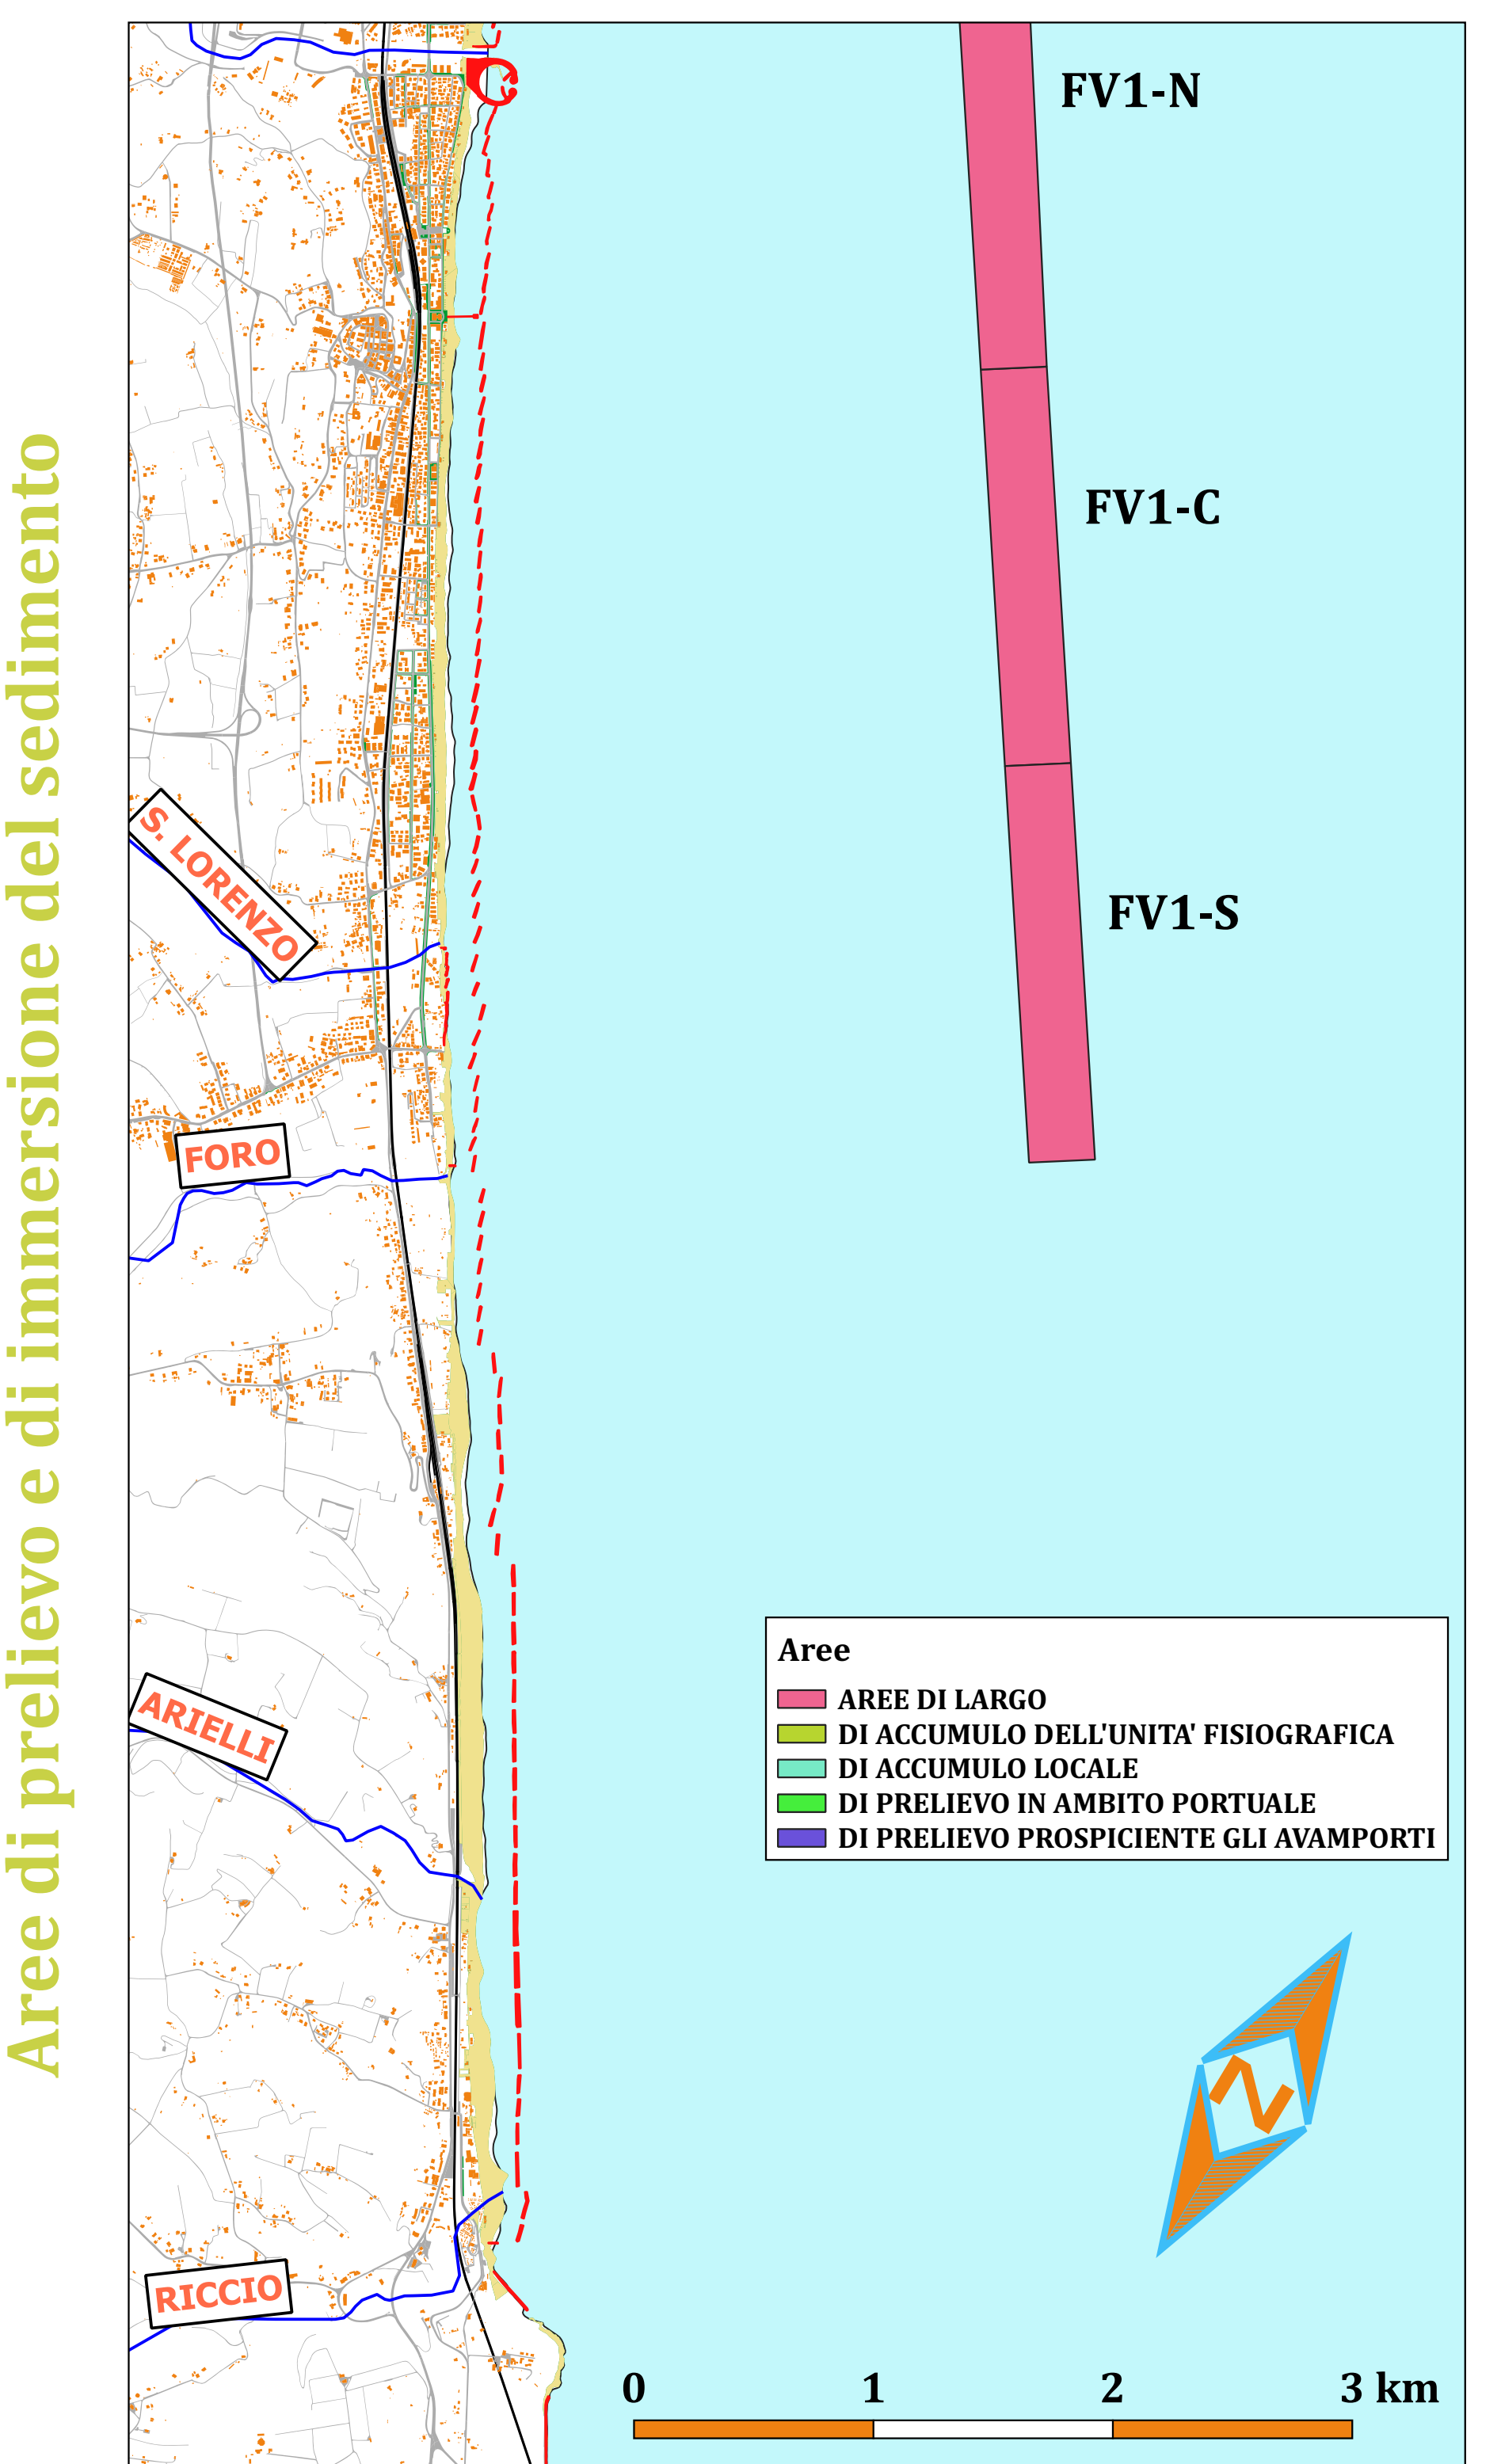 Aree di prelievo e di immersione del sedimento
FV1-N
FV1-C
S. LORENZO
FV1-S
FORO
Aree
AREE DI LARGO
DI ACCUMULO DELL'UNITA' FISIOGRAFICA
DI ACCUMULO LOCALE
DI PRELIEVO IN AMBITO PORTUALE
DI PRELIEVO PROSPICIENTE GLI AVAMPORTI
ARIELLI
N
RICCIO
0 1 2 3 km